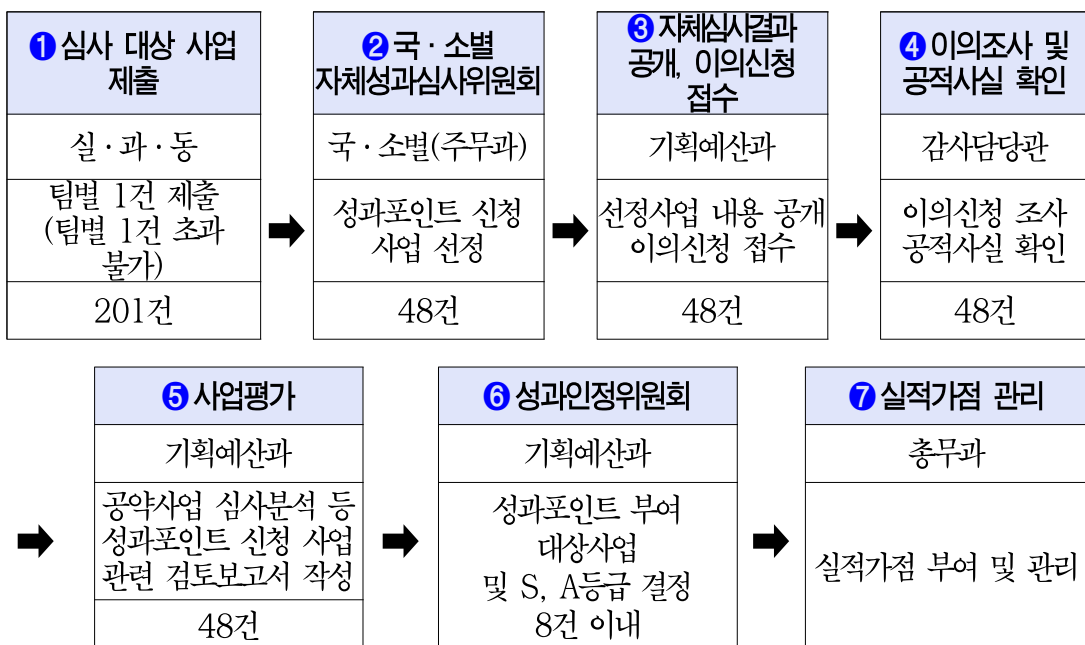 ❶심사 대상 사업
제출
실·과·동
팀별 1건 제출
(팀별 1건 초과
불가)
201건
❷국·소별
자체성과심사위원회
국·소별(주무과)
성과포인트 신청
사업 선정
48건
❸자체심사결과
공개, 이의신청
접수
기획예산과
선정사업 내용 공개
이의신청 접수
48건
❹이의조사 및
공적사실 확인
감사담당관
이의신청 조사
공적사실 확인
48건
❺사업평가
기획예산과
공약사업 심사분석 등
성과포인트 신청 사업
관련 검토보고서 작성
48건
❻성과인정위원회
기획예산과
성과포인트 부여
대상사업
및 S, A등급 결정
8건 이내
❼실적가점 관리
총무과
실적가점 부여 및 관리